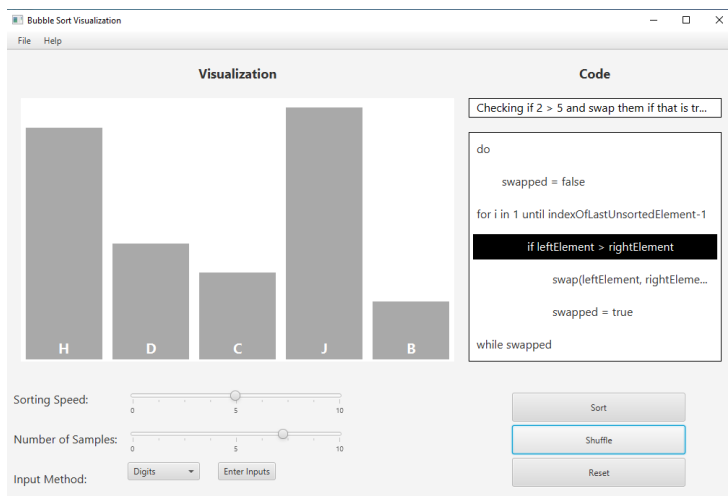 Bubble Sort Visualization
File Help
Visualization
Code
Checking if 2 > 5 and swap them if that is tr...
do
swapped = false
for i in 1 until indexOfLastUnsortedElement-1
if leftElement > rightElement
swap(leftElement, rightEleme...
swapped = true
while swapped
H D C J B
Sorting Speed:
0 5 10
Number of Samples:
0 5 10
Input Method:
Digits
Enter Inputs
Sort
Shuffle
Reset